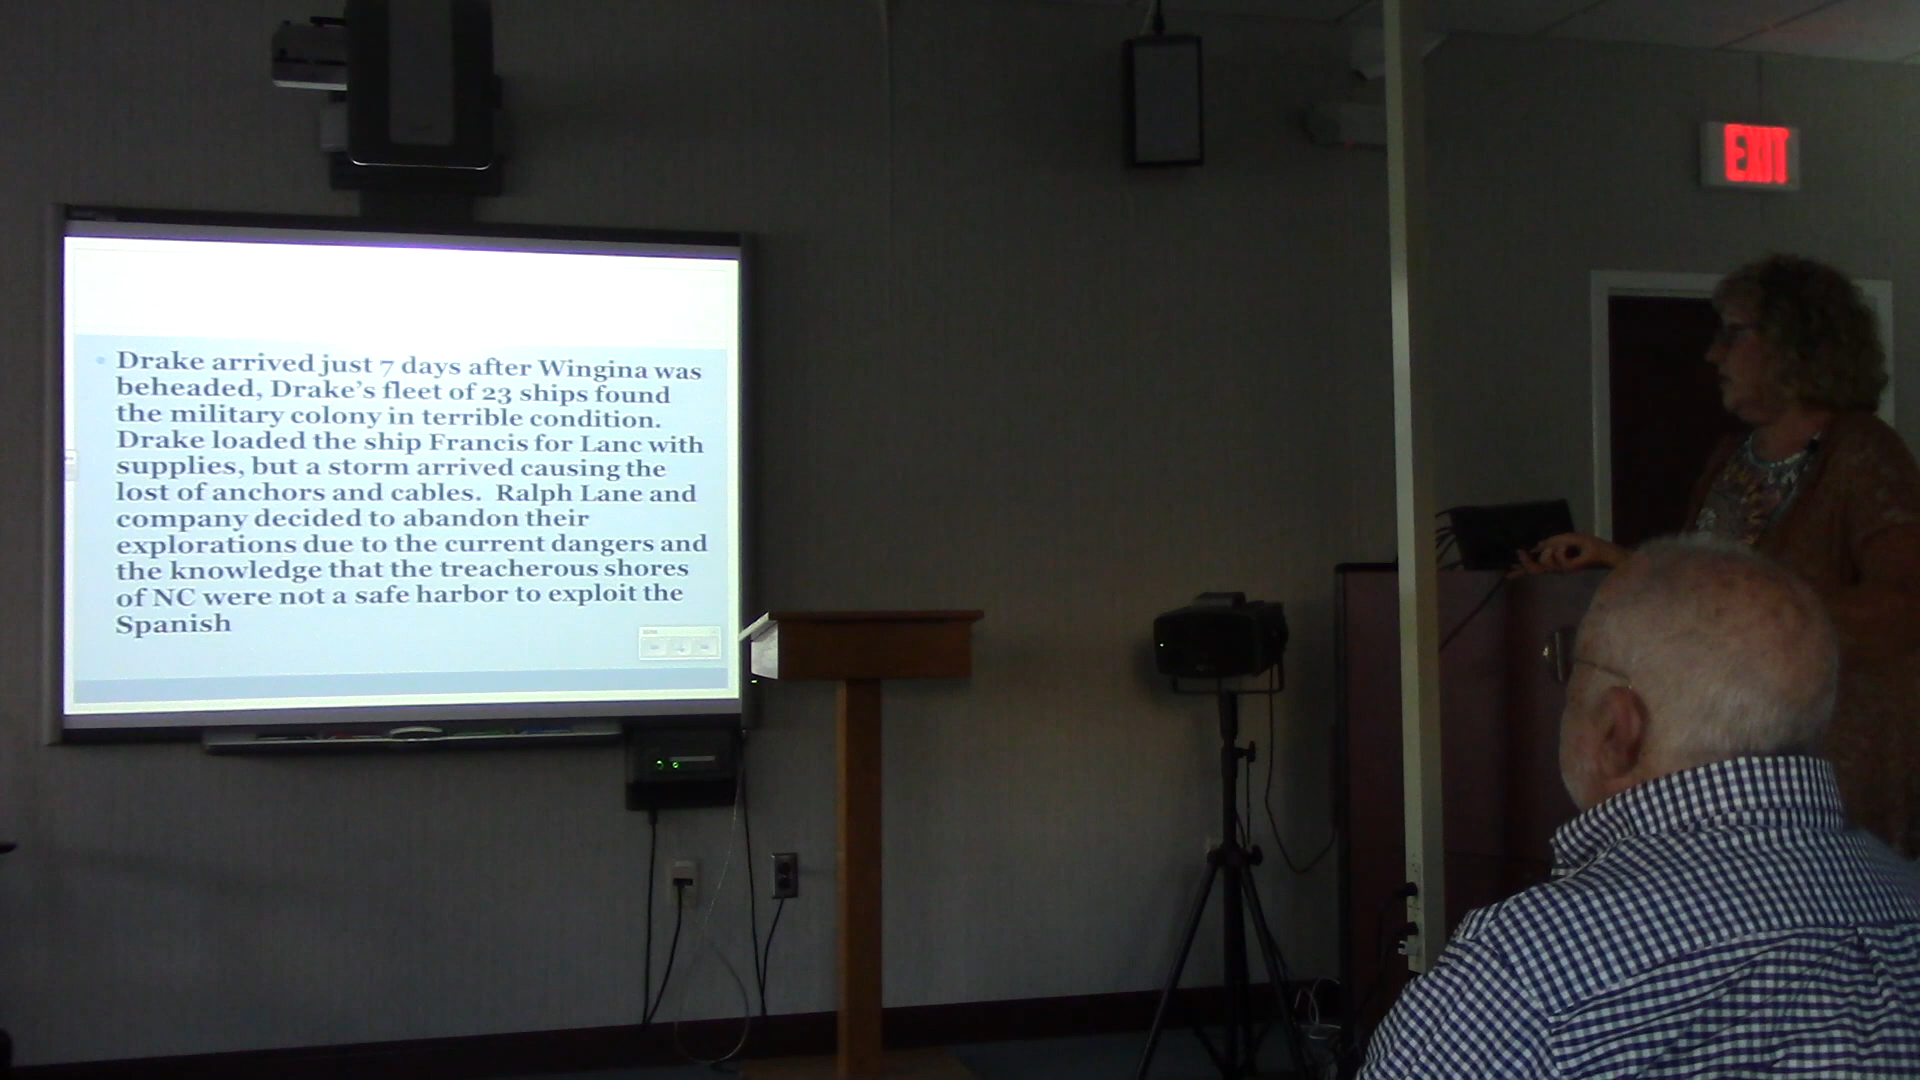 EXIT
Drake arrived just 7 days after Wingina was
beheaded, Drake's fleet of 23 ships found
the military colony in terrible condition.
Drake loaded the ship Francis for Lane with
supplies, but a storm arrived causing the
lost of anchors and cables. Ralph Lane and
company decided to abandon their
explorations due to the current dangers and
the knowledge that the treacherous shores
of NC were not a safe harbor to exploit the
Spanish